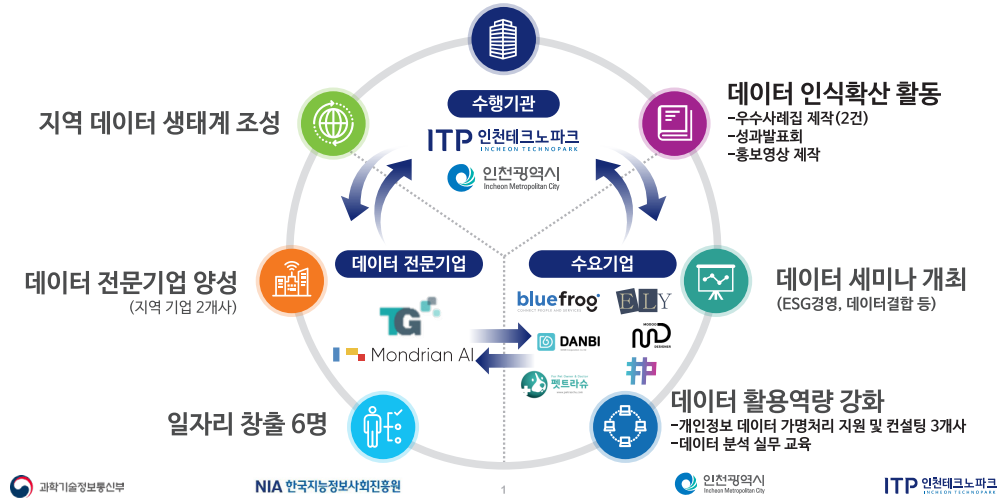 수행기관
ITP 인천테크노파크
INCHEON TECHNOPARK
인천광역시
Incheon Metropolitan City
지역 데이터 생태계 조성
데이터 인식확산 활동
-우수사례집 제작(2건)
-성과발표회
-홍보영상 제작
데이터 전문기업 양성
(지역 기업 2개사)
데이터 전문기업
TG
Mondrian AI
수요기업
bluefrog
CONNECT PEOPLE AND SERVICES
ELY
DANBI
MODOO
DESIGNER
펫트라슈
데이터 세미나 개최
(ESG경영, 데이터결합 등)
일자리 창출 6명
데이터 활용역량 강화
-개인정보 데이터 가명처리 지원 및 컨설팅 3개사
-데이터 분석 실무 교육
과학기술정보통신부
NIA 한국지능정보사회진흥원
1
인천광역시
Incheon Metropolitan City
ITP 인천테크노파크
INCHEON TECHNOPARK